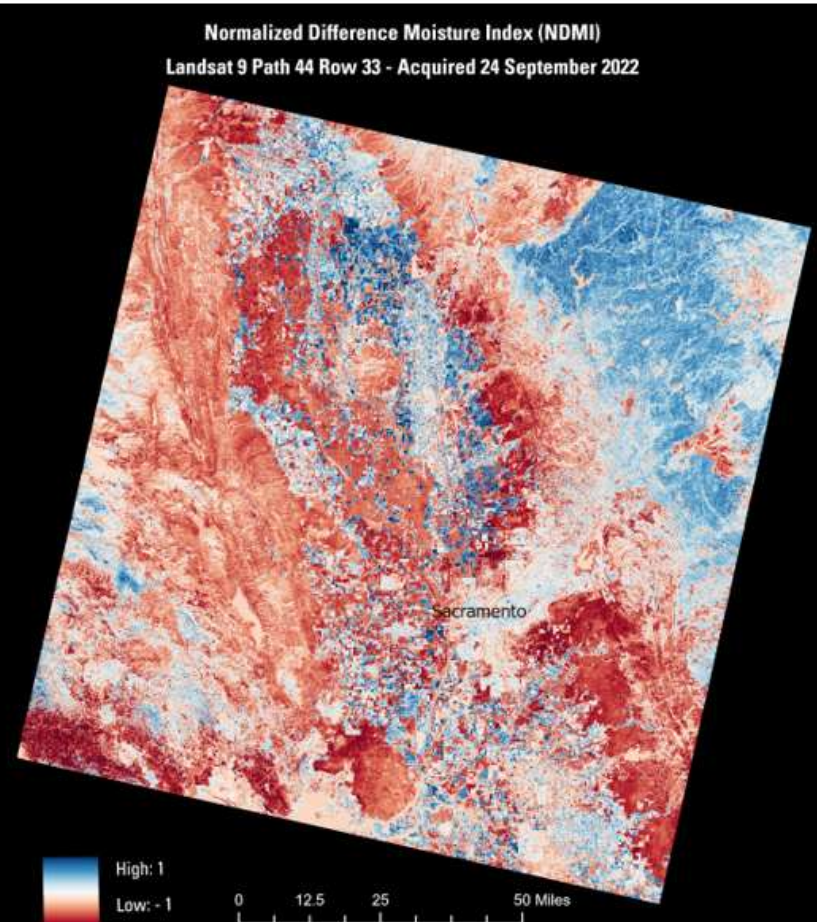 Normalized Difference Moisture Index (NDMI)
Landsat 9 Path 44 Row 33 - Acquired 24 September 2022
Sacramento
High: 1
Low: - 1
0 12.5 25 50 Miles